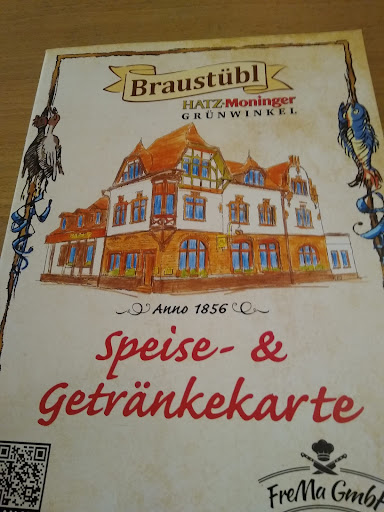 Braustübl
HATZ-Moninger
GRÜNWINKEL
Anno 1856
Speise- &
Getränkekarte
FreMa GmbH